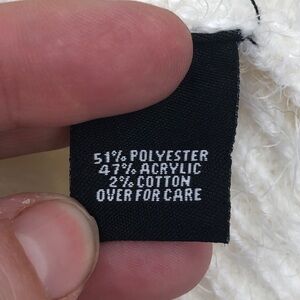 51% POLYESTER
47% ACRYLIC
2% COTTON
OVER FOR CARE